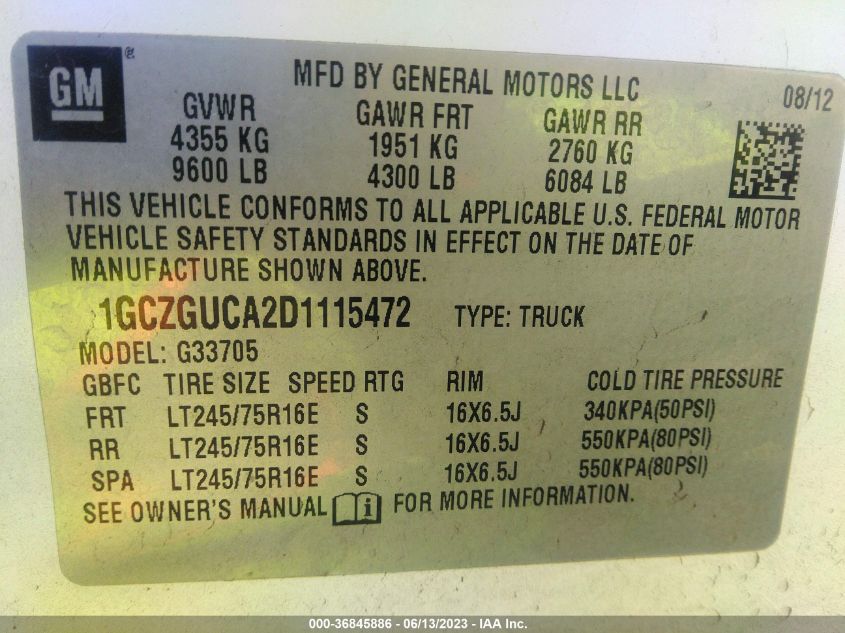 GM ®
MFD BY GENERAL MOTORS LLC
08/12
GVWR GAWR FRT GAWR RR
4355 KG 1951 KG 2760 KG
9600 LB 4300 LB 6084 LB
THIS VEHICLE CONFORMS TO ALL APPLICABLE U.S. FEDERAL MOTOR
VEHICLE SAFETY STANDARDS IN EFFECT ON THE DATE OF
MANUFACTURE SHOWN ABOVE.
1GCZGUCA2D1115472 TYPE: TRUCK
MODEL: G33705
GBFC TIRE SIZE SPEED RTG RIM COLD TIRE PRESSURE
FRT LT245/75R16E S 16X6.5J 340KPA(50PSI)
RR LT245/75R16E S 16X6.5J 550KPA(80PSI)
SPA LT245/75R16E S 16X6.5J 550KPA(80PSI)
SEE OWNER'S MANUAL i FOR MORE INFORMATION.
000-36845886 - 06/13/2023 - IAA Inc.